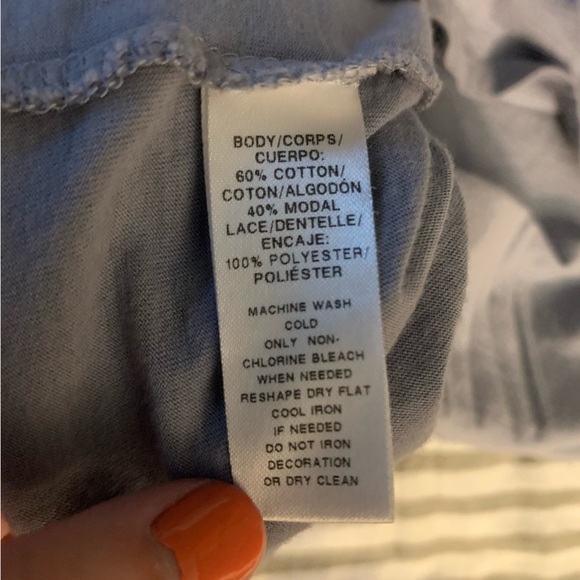 BODY/CORPS/
CUERPO:
60% COTTON/
COTON/ALGODÓN
40% MODAL
LACE/DENTELLE/
ENCAJE:
100% POLYESTER/
POLIÉSTER
MACHINE WASH
COLD
ONLY NON-
CHLORINE BLEACH
WHEN NEEDED
RESHAPE DRY FLAT
COOL IRON
IF NEEDED
DO NOT IRON
DECORATION
OR DRY CLEAN